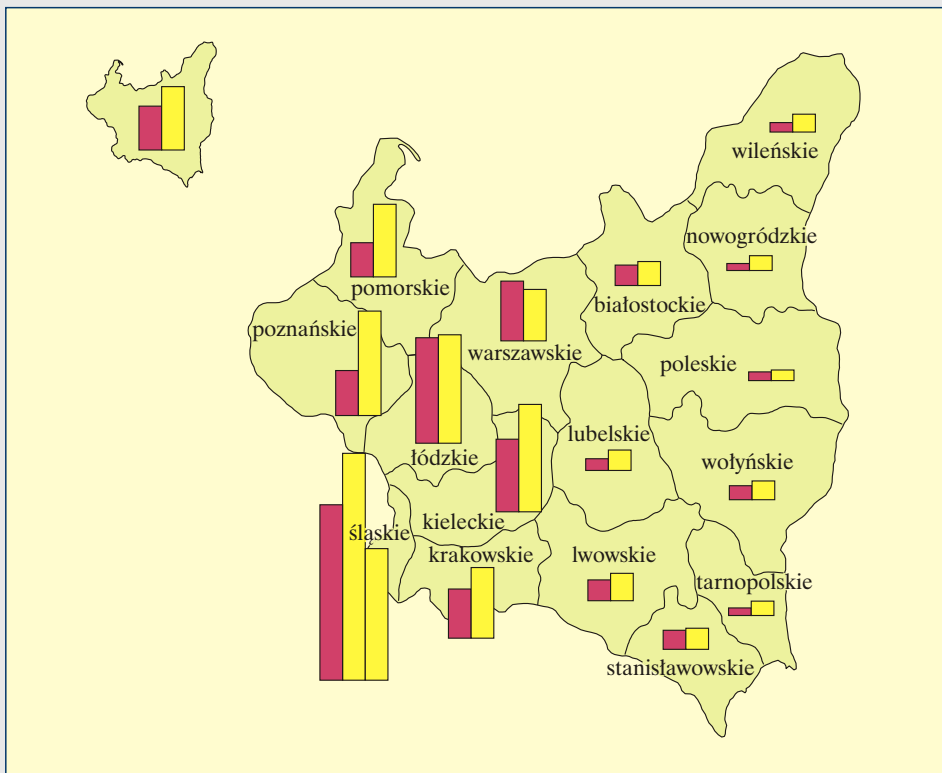 wileńskie
nowogródzkie
pomorskie
białostockie
poznańskie
warszawskie
poleskie
lubelskie
łódzkie
wołyńskie
kieleckie
śląskie
krakowskie
lwowskie
tarnopolskie
stanisławowskie